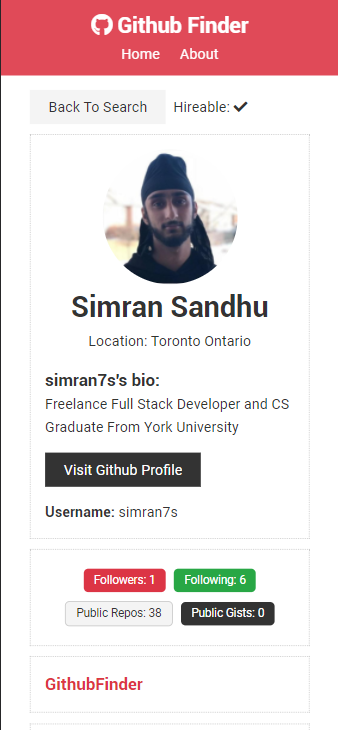 Github Finder
Home About
Back To Search Hireable:
Simran Sandhu
Location: Toronto Ontario
simran7s's bio:
Freelance Full Stack Developer and CS
Graduate From York University
Visit Github Profile
Username: simran7s
Followers: 1 Following: 6
Public Repos: 38 Public Gists: 0
GithubFinder